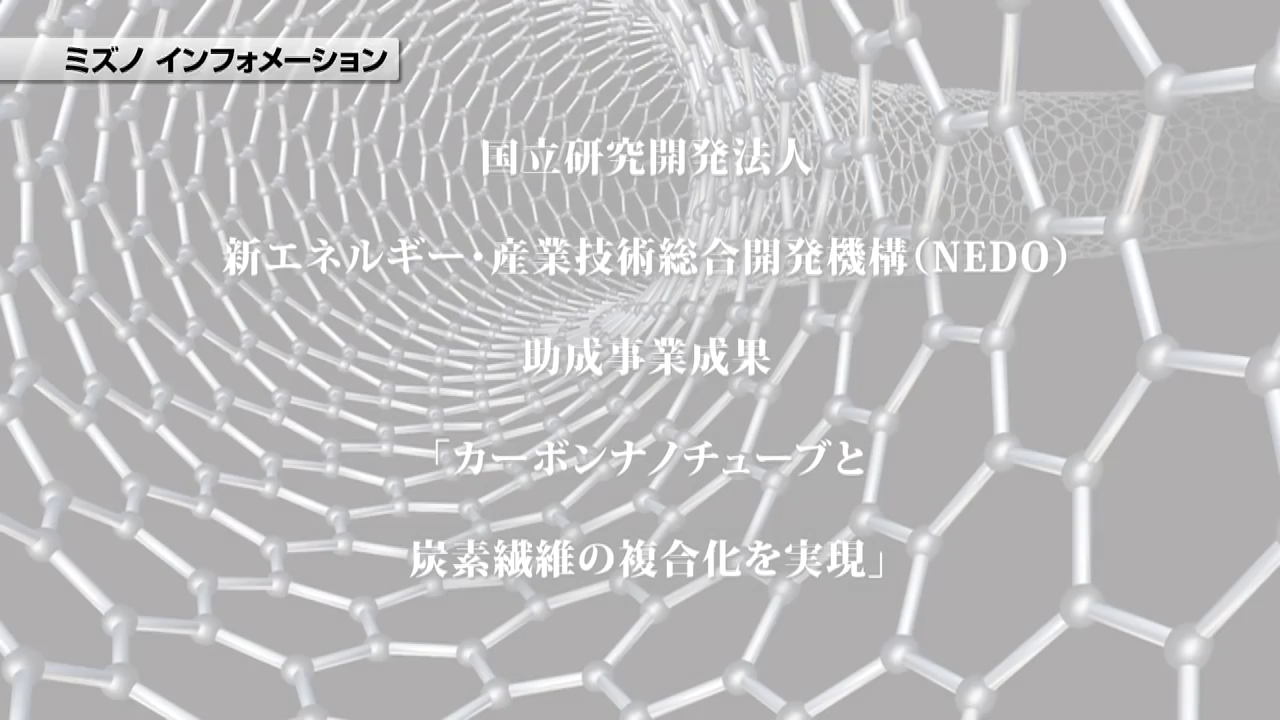 ミズノ インフォメーション
国立研究開発法人
新エネルギー・産業技術総合開発機構（NEDO）
助成事業成果
「カーボンナノチューブと
炭素繊維の複合化を実現」